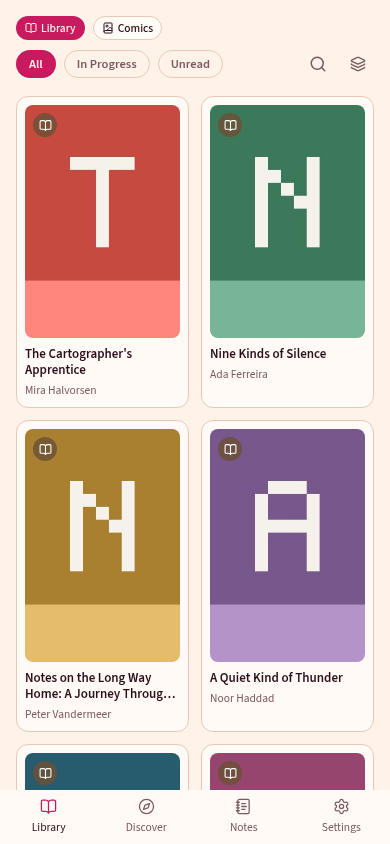 Library
Comics
All
In Progress
Unread
T
N
The Cartographer's
Apprentice
Mira Halvorsen
Nine Kinds of Silence
Ada Ferreira
N
A
Notes on the Long Way
Home: A Journey Throug…
Peter Vandermeer
A Quiet Kind of Thunder
Noor Haddad
Library
Discover
Notes
Settings